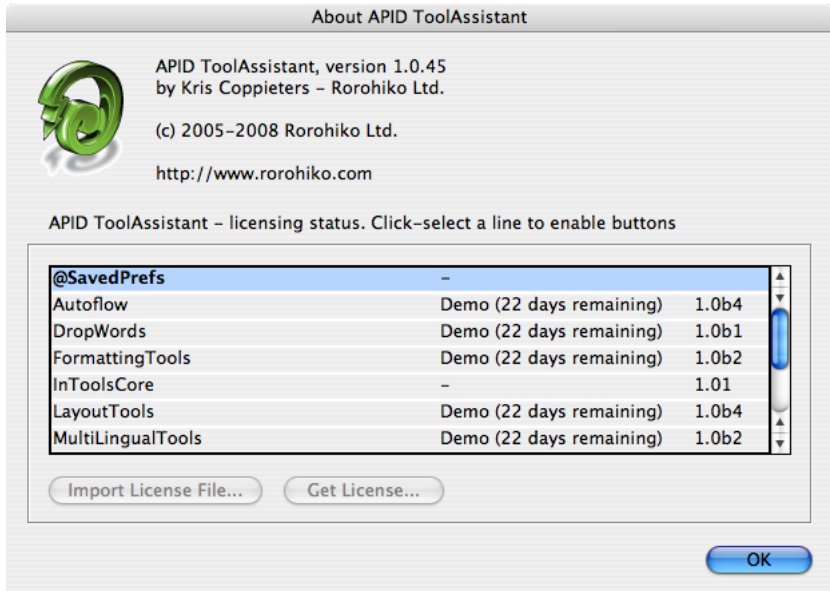 About APID ToolAssistant
APID ToolAssistant, version 1.0.45
by Kris Coppieters – Rorohiko Ltd.
(c) 2005–2008 Rorohiko Ltd.
http://www.rorohiko.com
APID ToolAssistant – licensing status. Click–select a line to enable buttons
@SavedPrefs –
Autoflow Demo (22 days remaining) 1.0b4
DropWords Demo (22 days remaining) 1.0b1
FormattingTools Demo (22 days remaining) 1.0b2
InToolsCore – 1.01
LayoutTools Demo (22 days remaining) 1.0b4
MultiLingualTools Demo (22 days remaining) 1.0b2
Import License File... Get License...
OK